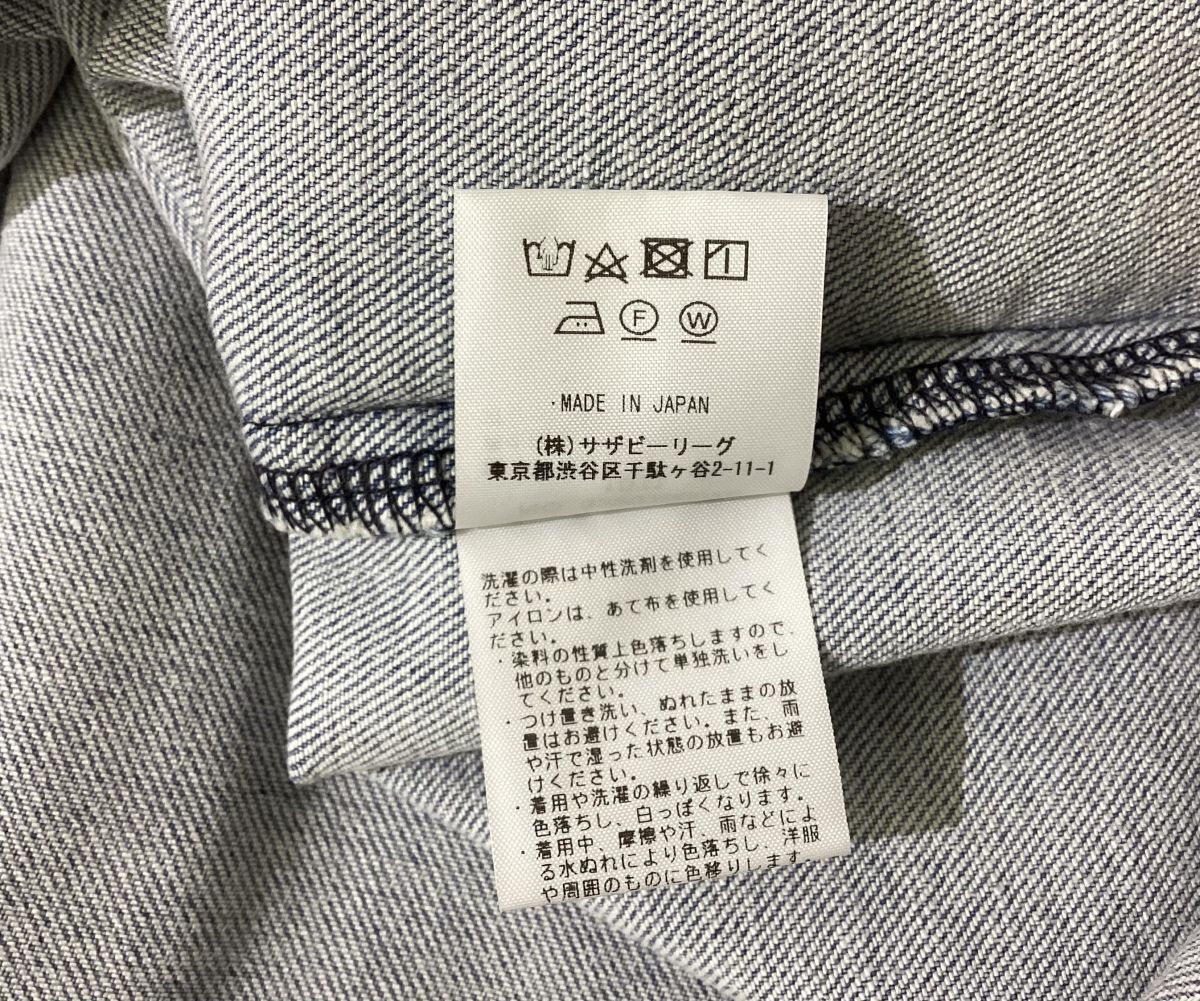 F W
・MADE IN JAPAN
(株)サザビーリーグ
東京都渋谷区千駄ヶ谷2-11-1
洗濯の際は中性洗剤を使用してく
ださい。
アイロンは、あて布を使用してく
ださい。
・染料の性質上色落ちしますので、
他のものと分けて単独洗いをし
てください。
・つけ置き洗い、ぬれたままの放
置はお避けください。また、雨
や汗で湿った状態の放置もお避
けください。
・着用や洗濯の繰り返しで徐々に
色落ちし、白っぽくなります。
・着用中、摩擦や汗、雨などによ
る水ぬれにより色落ちし、洋服
や周囲のものに色移りします。